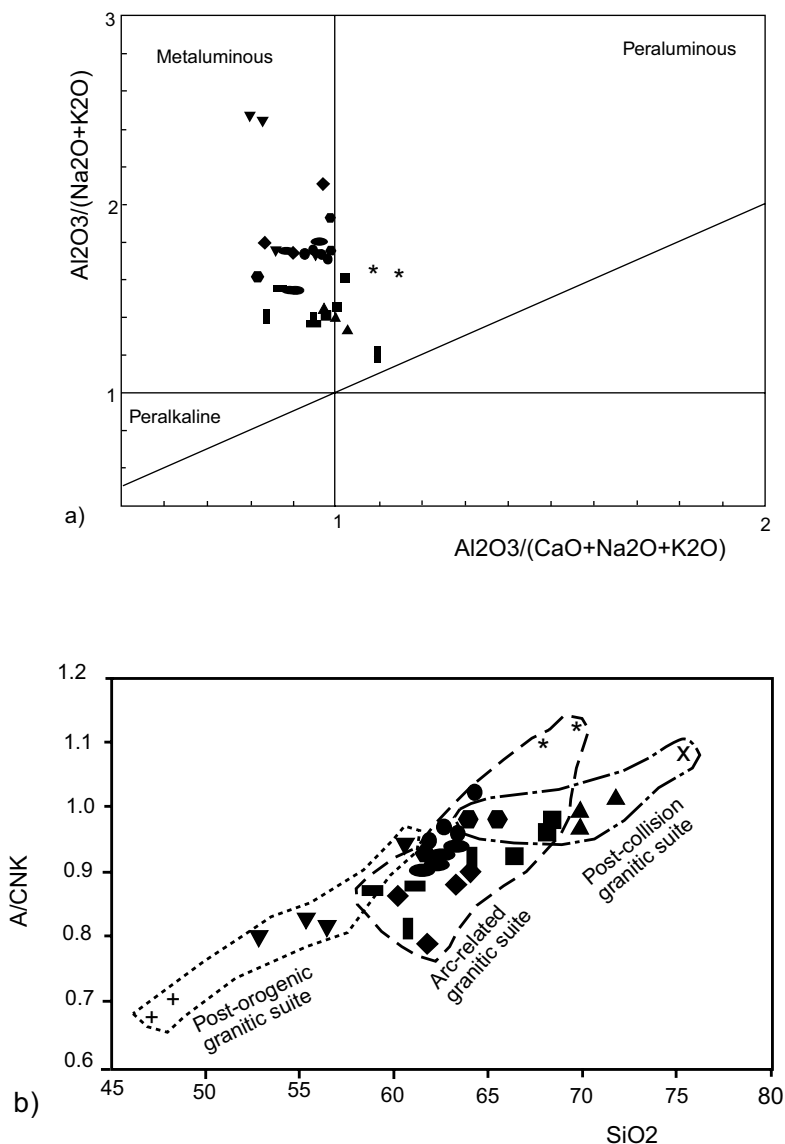 3
Metaluminous
Peraluminous
Al2O3/(Na2O+K2O)
2
* *
1
Peralkaline
a)
1
2
Al2O3/(CaO+Na2O+K2O)
1.2
1.1
* *
X
1.0
A/CNK
0.9
0.8
Post-collision
granitic suite
Arc-related
granitic suite
0.7
+ +
Post-orogenic
granitic suite
0.6
b)
45 50 55 60 65 70 75 80
SiO2